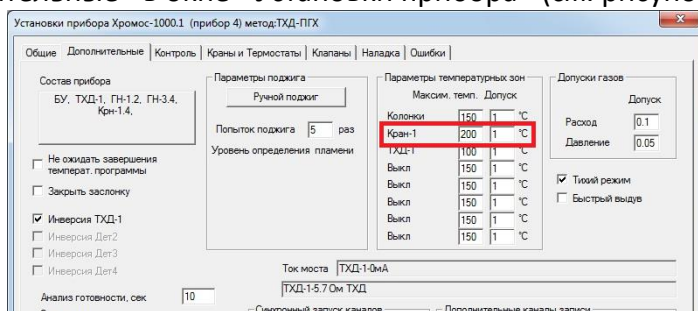 Установки прибора Хромос-1000.1 (прибор 4) метод:ТХД-ПГХ
Общие Дополнительные Контроль Краны и Термостаты Клапаны Наладка Ошибки
Состав прибора
БУ, ТХД-1, ГН-1.2, ГН-3.4,
Крн-1.4,
Не ожидать завершения
температ. программы
Закрыть заслонку
Инверсия ТХД-1
Инверсия Дет2
Инверсия Дет3
Инверсия Дет4
Анализ готовности, сек 10
Параметры поджига
Ручной поджиг
Попыток поджига 5 раз
Уровень определения пламени
Параметры температурных зон
Максим. темп. Допуск
Колонки 150 1 °C
Кран-1 200 1 °C
ТХД-1 100 1 °C
Выкл 150 1 °C
Выкл 150 1 °C
Выкл 150 1 °C
Выкл 150 1 °C
Выкл 150 1 °C
Допуски газов
Допуск
Расход 0.1
Давление 0.05
Тихий режим
Быстрый выдув
Ток моста ТХД-1-0мА
ТХД-1-5.7 Ом ТХД
Синхронный запуск каналов
Дополнительные каналы записи